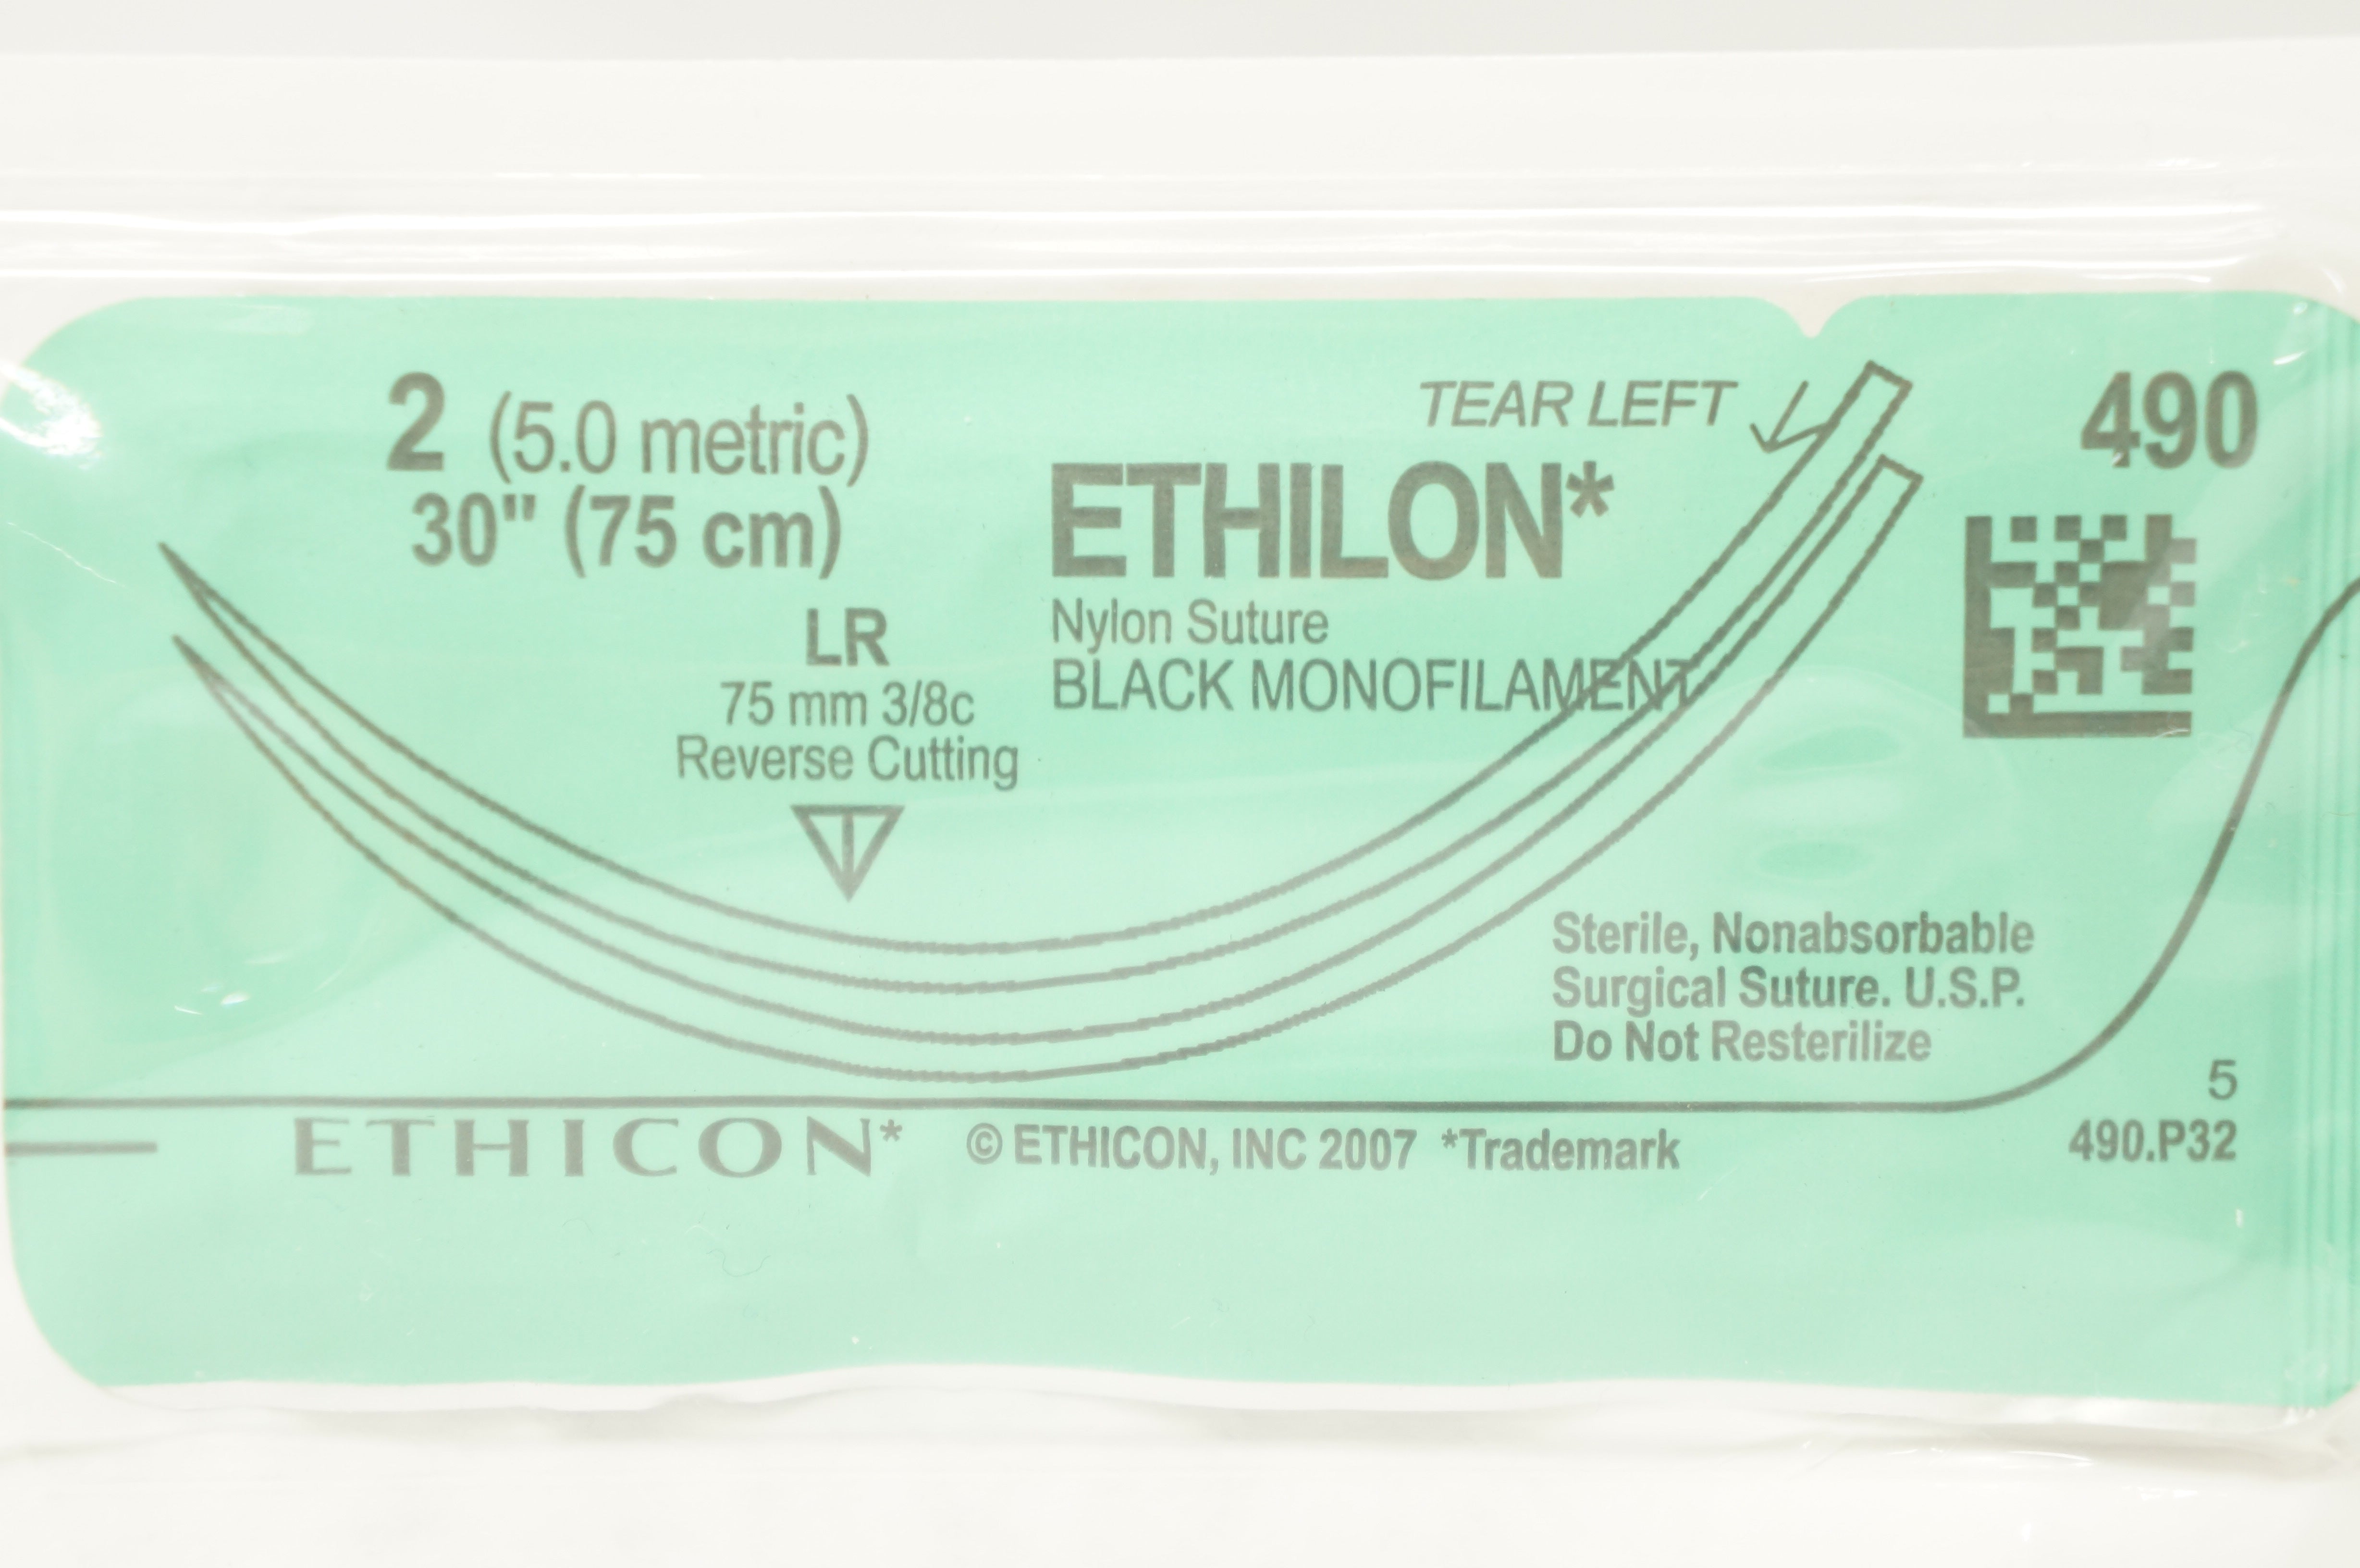 2 (5.0 metric)
30" (75 cm)
LR
75 mm 3/8c
Reverse Cutting
TEAR LEFT
ETHILON*
Nylon Suture
BLACK MONOFILAMENT
490
Sterile, Nonabsorbable
Surgical Suture. U.S.P.
Do Not Resterilize
5
490.P32
ETHICON* © ETHICON, INC 2007 *Trademark